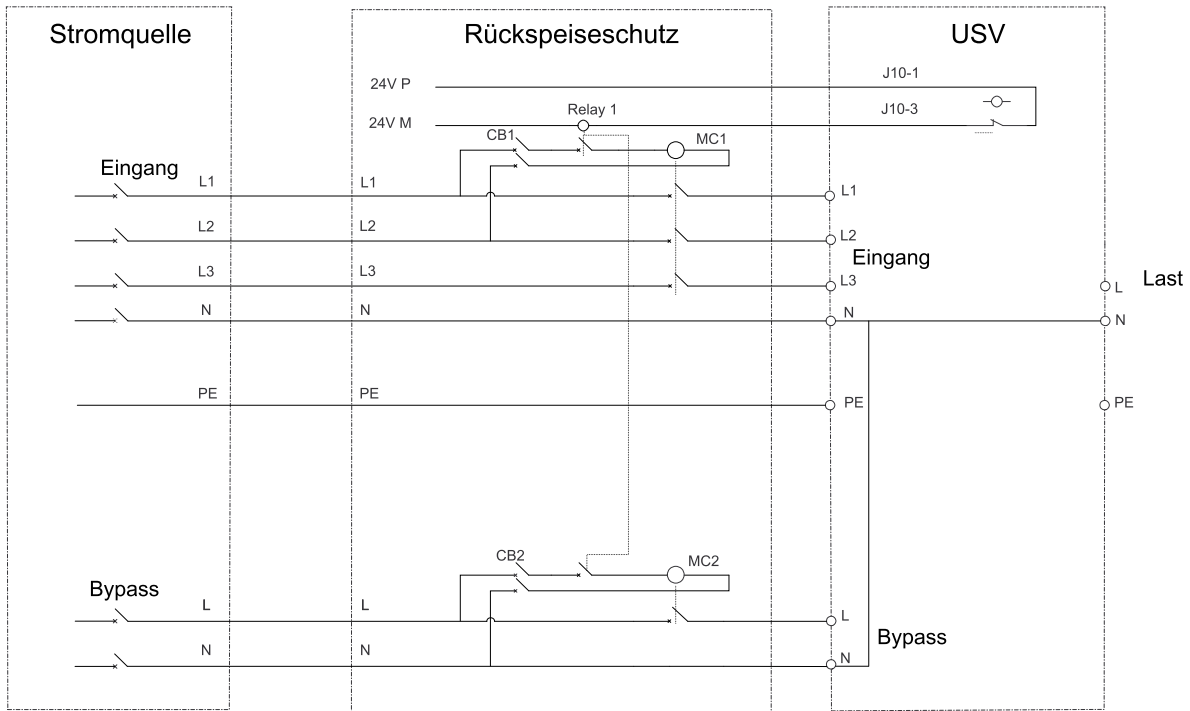 Stromquelle
Rückspeiseschutz
USV
24V P
J10-1
24V M
Relay 1
J10-3
CB1
MC1
Eingang
L1
L1
L1
L2
L2
L2
Eingang
L3
L3
L3
L
Last
N
N
N
N
PE
PE
PE
PE
CB2
MC2
Bypass
L
L
L
Bypass
N
N
N